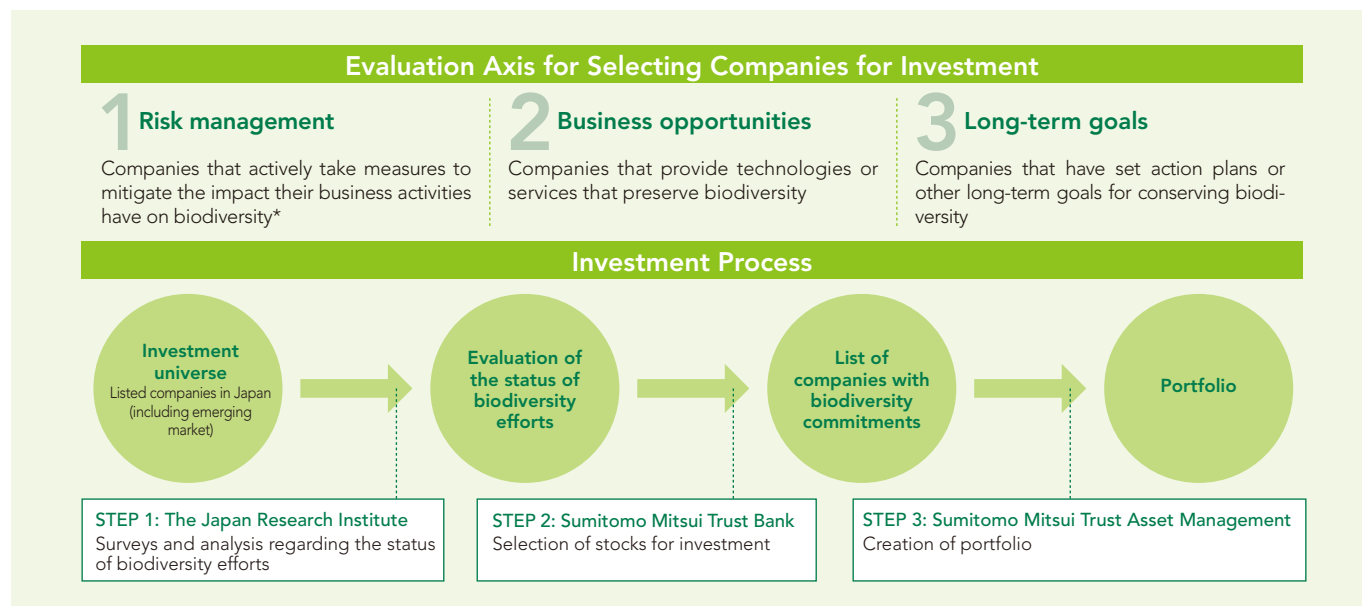 Evaluation Axis for Selecting Companies for Investment
1 Risk management
Companies that actively take measures to
mitigate the impact their business activities
have on biodiversity*
2 Business opportunities
Companies that provide technologies or
services that preserve biodiversity
3 Long-term goals
Companies that have set action plans or
other long-term goals for conserving biodi-
versity
Investment Process
Investment
universe
Listed companies in Japan
(including emerging
market)
Evaluation of
the status of
biodiversity
efforts
List of
companies with
biodiversity
commitments
Portfolio
STEP 1: The Japan Research Institute
Surveys and analysis regarding the status
of biodiversity efforts
STEP 2: Sumitomo Mitsui Trust Bank
Selection of stocks for investment
STEP 3: Sumitomo Mitsui Trust Asset Management
Creation of portfolio